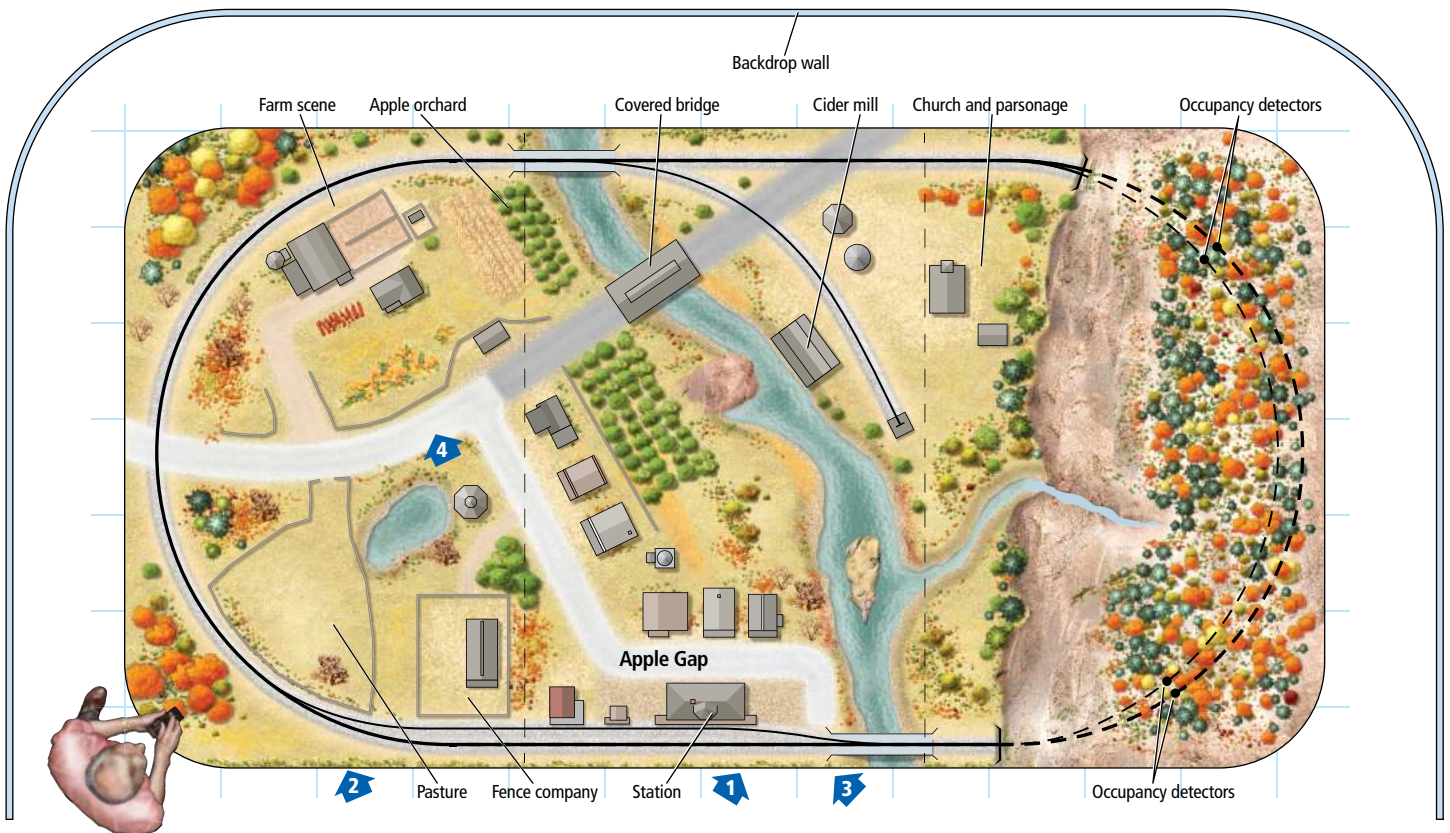 Backdrop wall
Farm scene
Apple orchard
Covered bridge
Cider mill
Church and parsonage
Occupancy detectors
4
Apple Gap
2
Pasture
Fence company
Station
1
3
Occupancy detectors